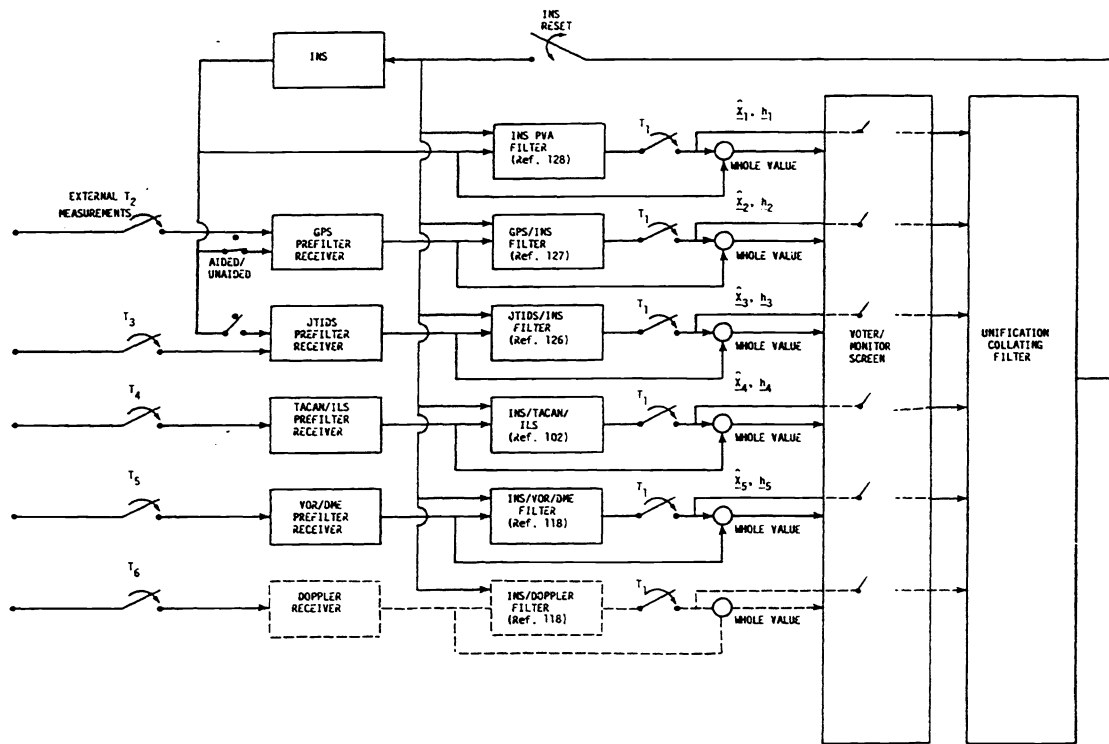 INS
RESET
INS
INS PVA
FILTER
(Ref. 128)
T1
x̂1, h1
WHOLE VALUE
EXTERNAL T2
MEASUREMENTS
AIDED/
UNAIDED
GPS
PREFILTER
RECEIVER
GPS/INS
FILTER
(Ref. 127)
T1
x̂2, h2
WHOLE VALUE
T3
JTIDS
PREFILTER
RECEIVER
JTIDS/INS
FILTER
(Ref. 126)
T1
x̂3, h3
WHOLE VALUE
VOTER/
MONITOR
SCREEN
UNIFICATION
COLLATING
FILTER
T4
TACAN/ILS
PREFILTER
RECEIVER
INS/TACAN/
ILS
(Ref. 102)
T1
x̂4, h4
WHOLE VALUE
T5
VOR/DME
PREFILTER
RECEIVER
INS/VOR/DME
FILTER
(Ref. 118)
T1
x̂5, h5
WHOLE VALUE
T6
DOPPLER
RECEIVER
INS/DOPPLER
FILTER
(Ref. 118)
T1
WHOLE VALUE